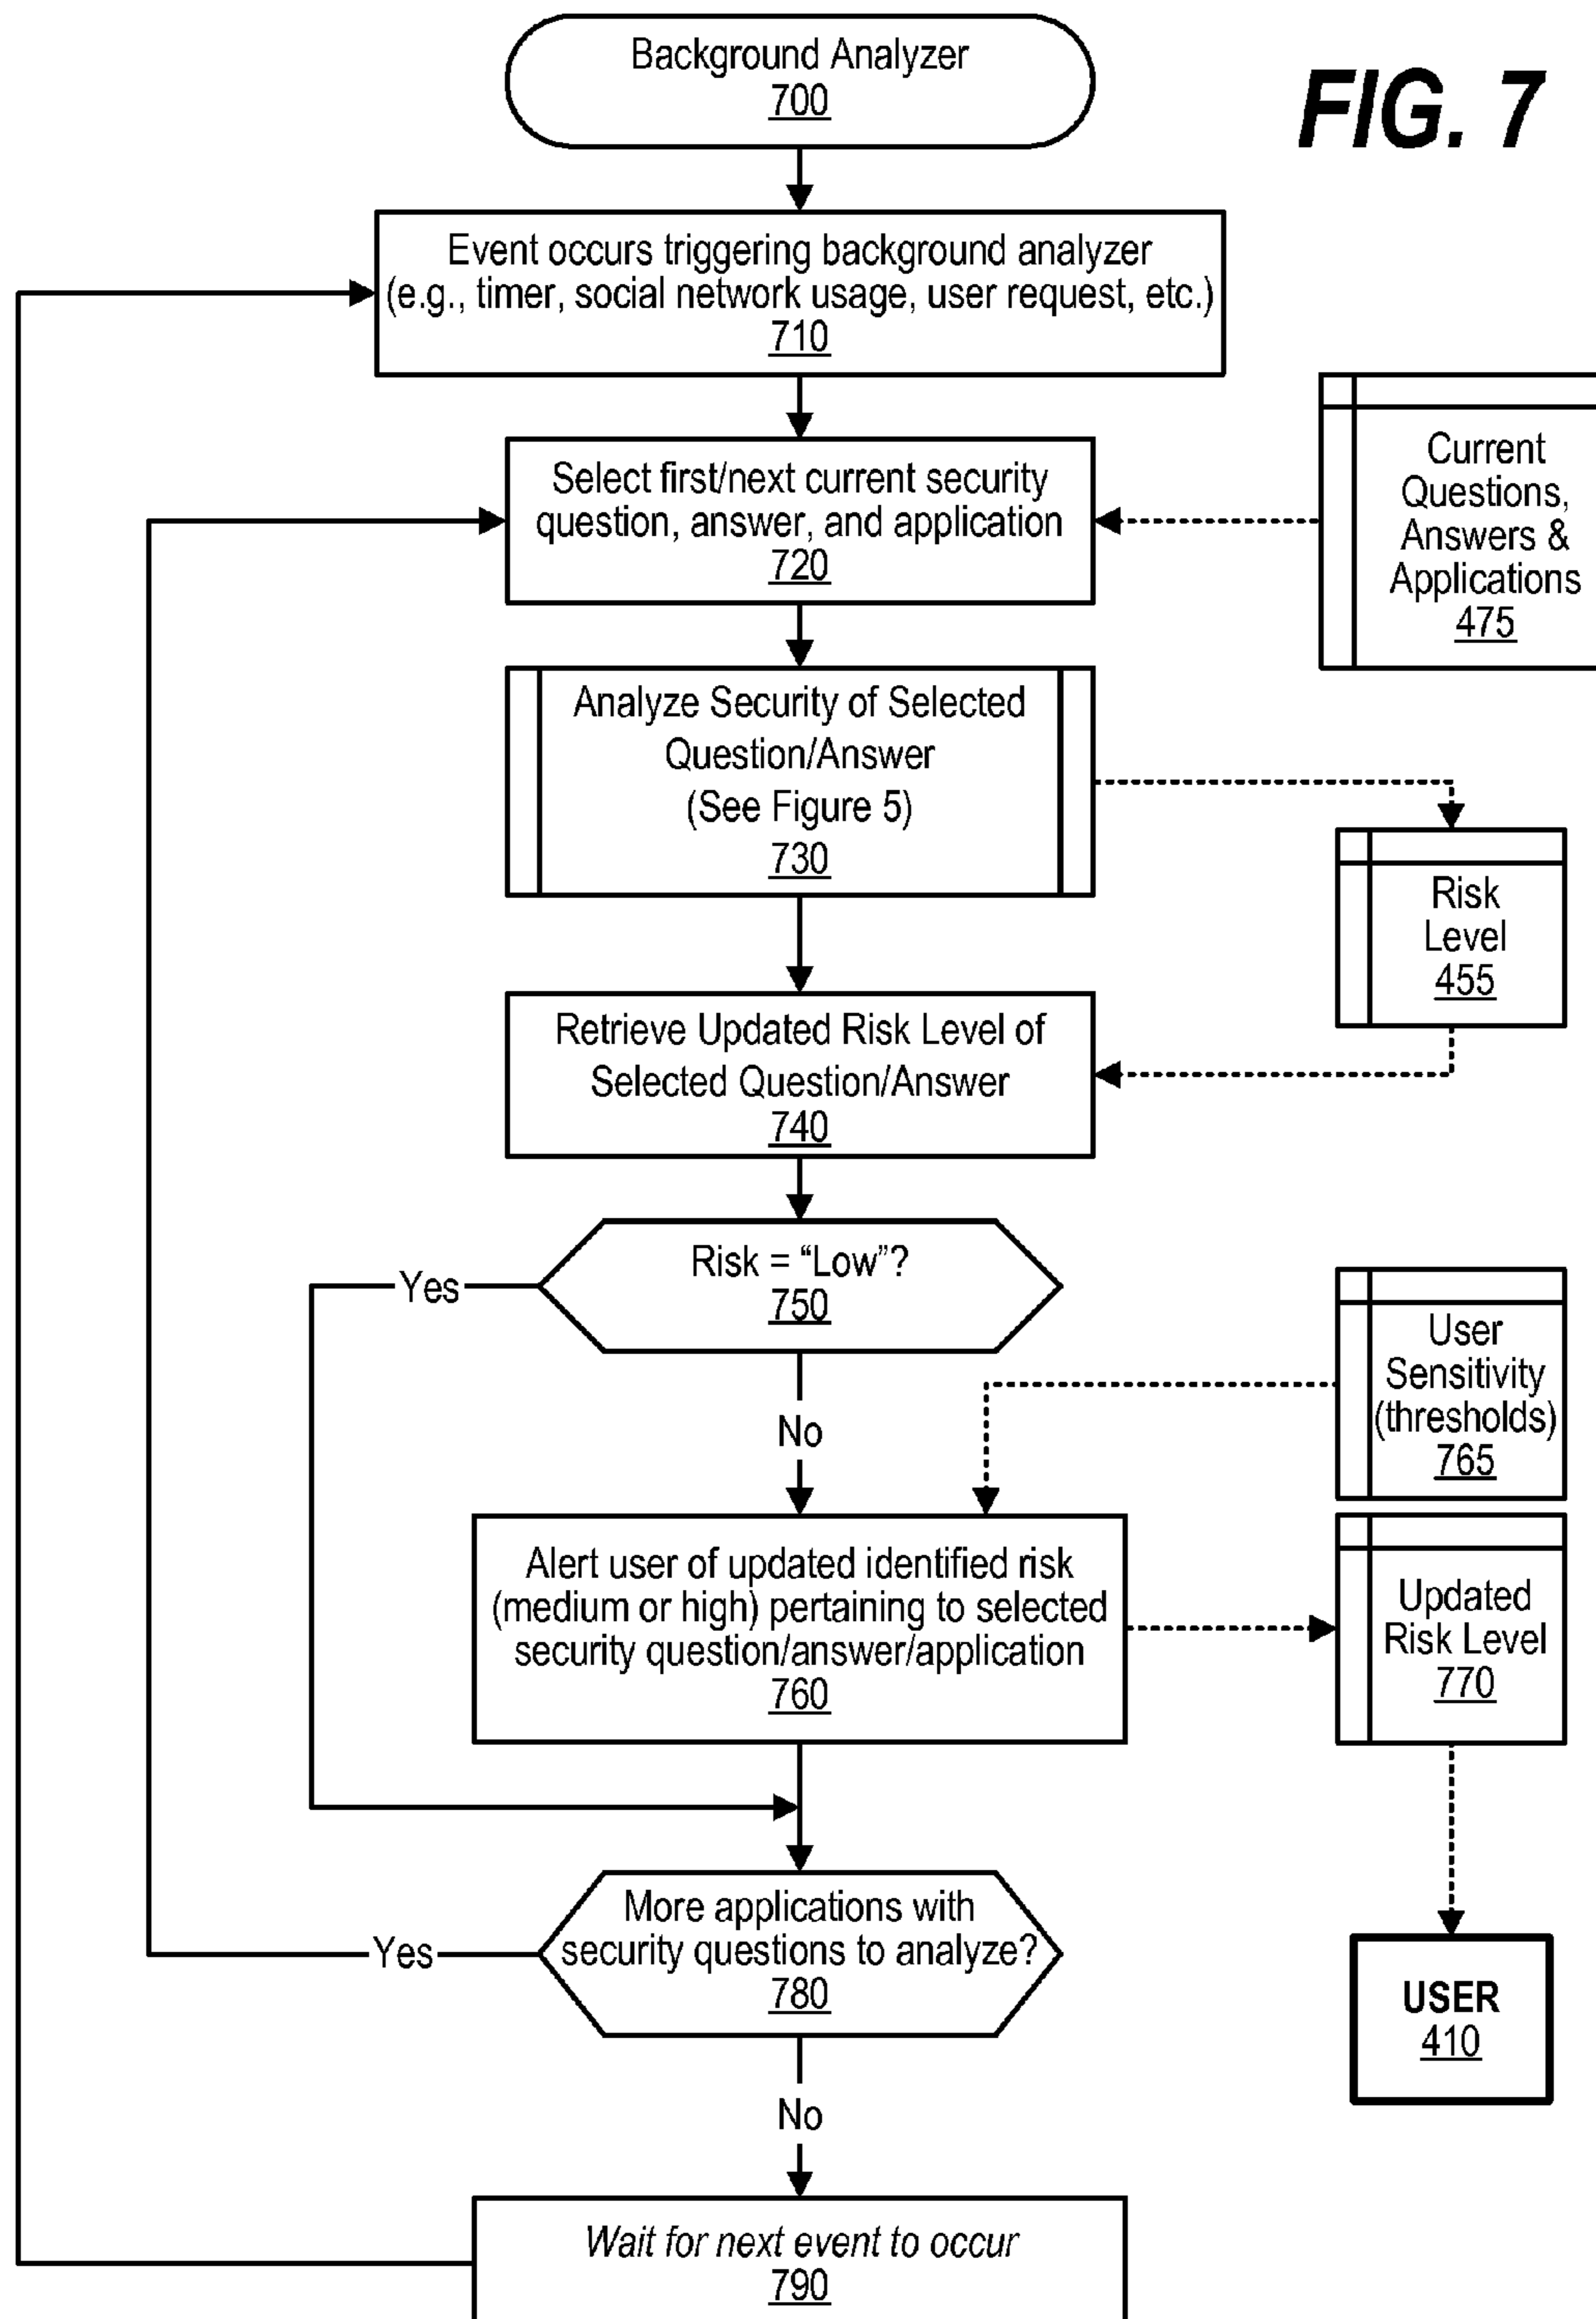 FIG. 7
Background Analyzer
700
Event occurs triggering background analyzer
(e.g., timer, social network usage, user request, etc.)
710
Select first/next current security
question, answer, and application
720
Current
Questions,
Answers &
Applications
475
Analyze Security of Selected
Question/Answer
(See Figure 5)
730
Risk
Level
455
Retrieve Updated Risk Level of
Selected Question/Answer
740
Risk = “Low”?
750
Yes
No
User
Sensitivity
(thresholds)
765
Alert user of updated identified risk
(medium or high) pertaining to selected
security question/answer/application
760
Updated
Risk Level
770
More applications with
security questions to analyze?
780
Yes
No
USER
410
Wait for next event to occur
790